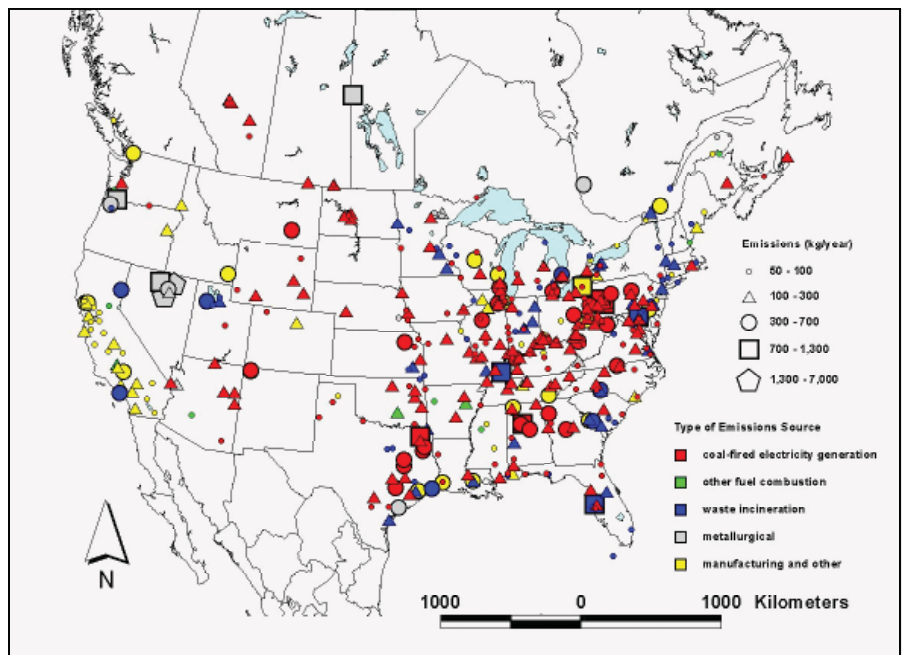 Emissions (kg/year)
50 - 100
100 - 300
300 - 700
700 - 1,300
1,300 - 7,000
Type of Emissions Source
coal-fired electricity generation
other fuel combustion
waste incineration
metallurgical
manufacturing and other
N
1000 0 1000 Kilometers